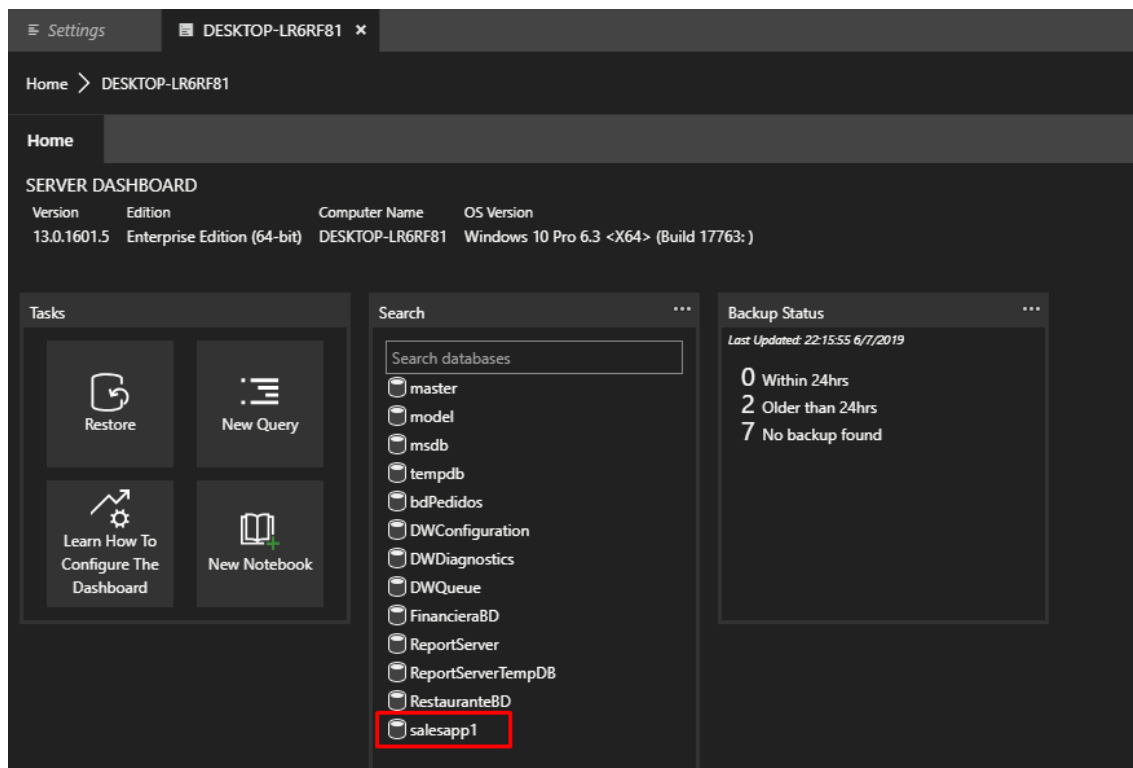 Settings
DESKTOP-LR6RF81
Home
DESKTOP-LR6RF81
Home
SERVER DASHBOARD
Version Edition Computer Name OS Version
13.0.1601.5 Enterprise Edition (64-bit) DESKTOP-LR6RF81 Windows 10 Pro 6.3 <X64> (Build 17763: )
Tasks
Restore
New Query
Learn How To
Configure The
Dashboard
New Notebook
Search
Search databases
master
model
msdb
tempdb
bdPedidos
DWConfiguration
DWDiagnostics
DWQueue
FinancieraBD
ReportServer
ReportServerTempDB
RestauranteBD
salesapp1
Backup Status
Last Updated: 22:15:55 6/7/2019
0 Within 24hrs
2 Older than 24hrs
7 No backup found